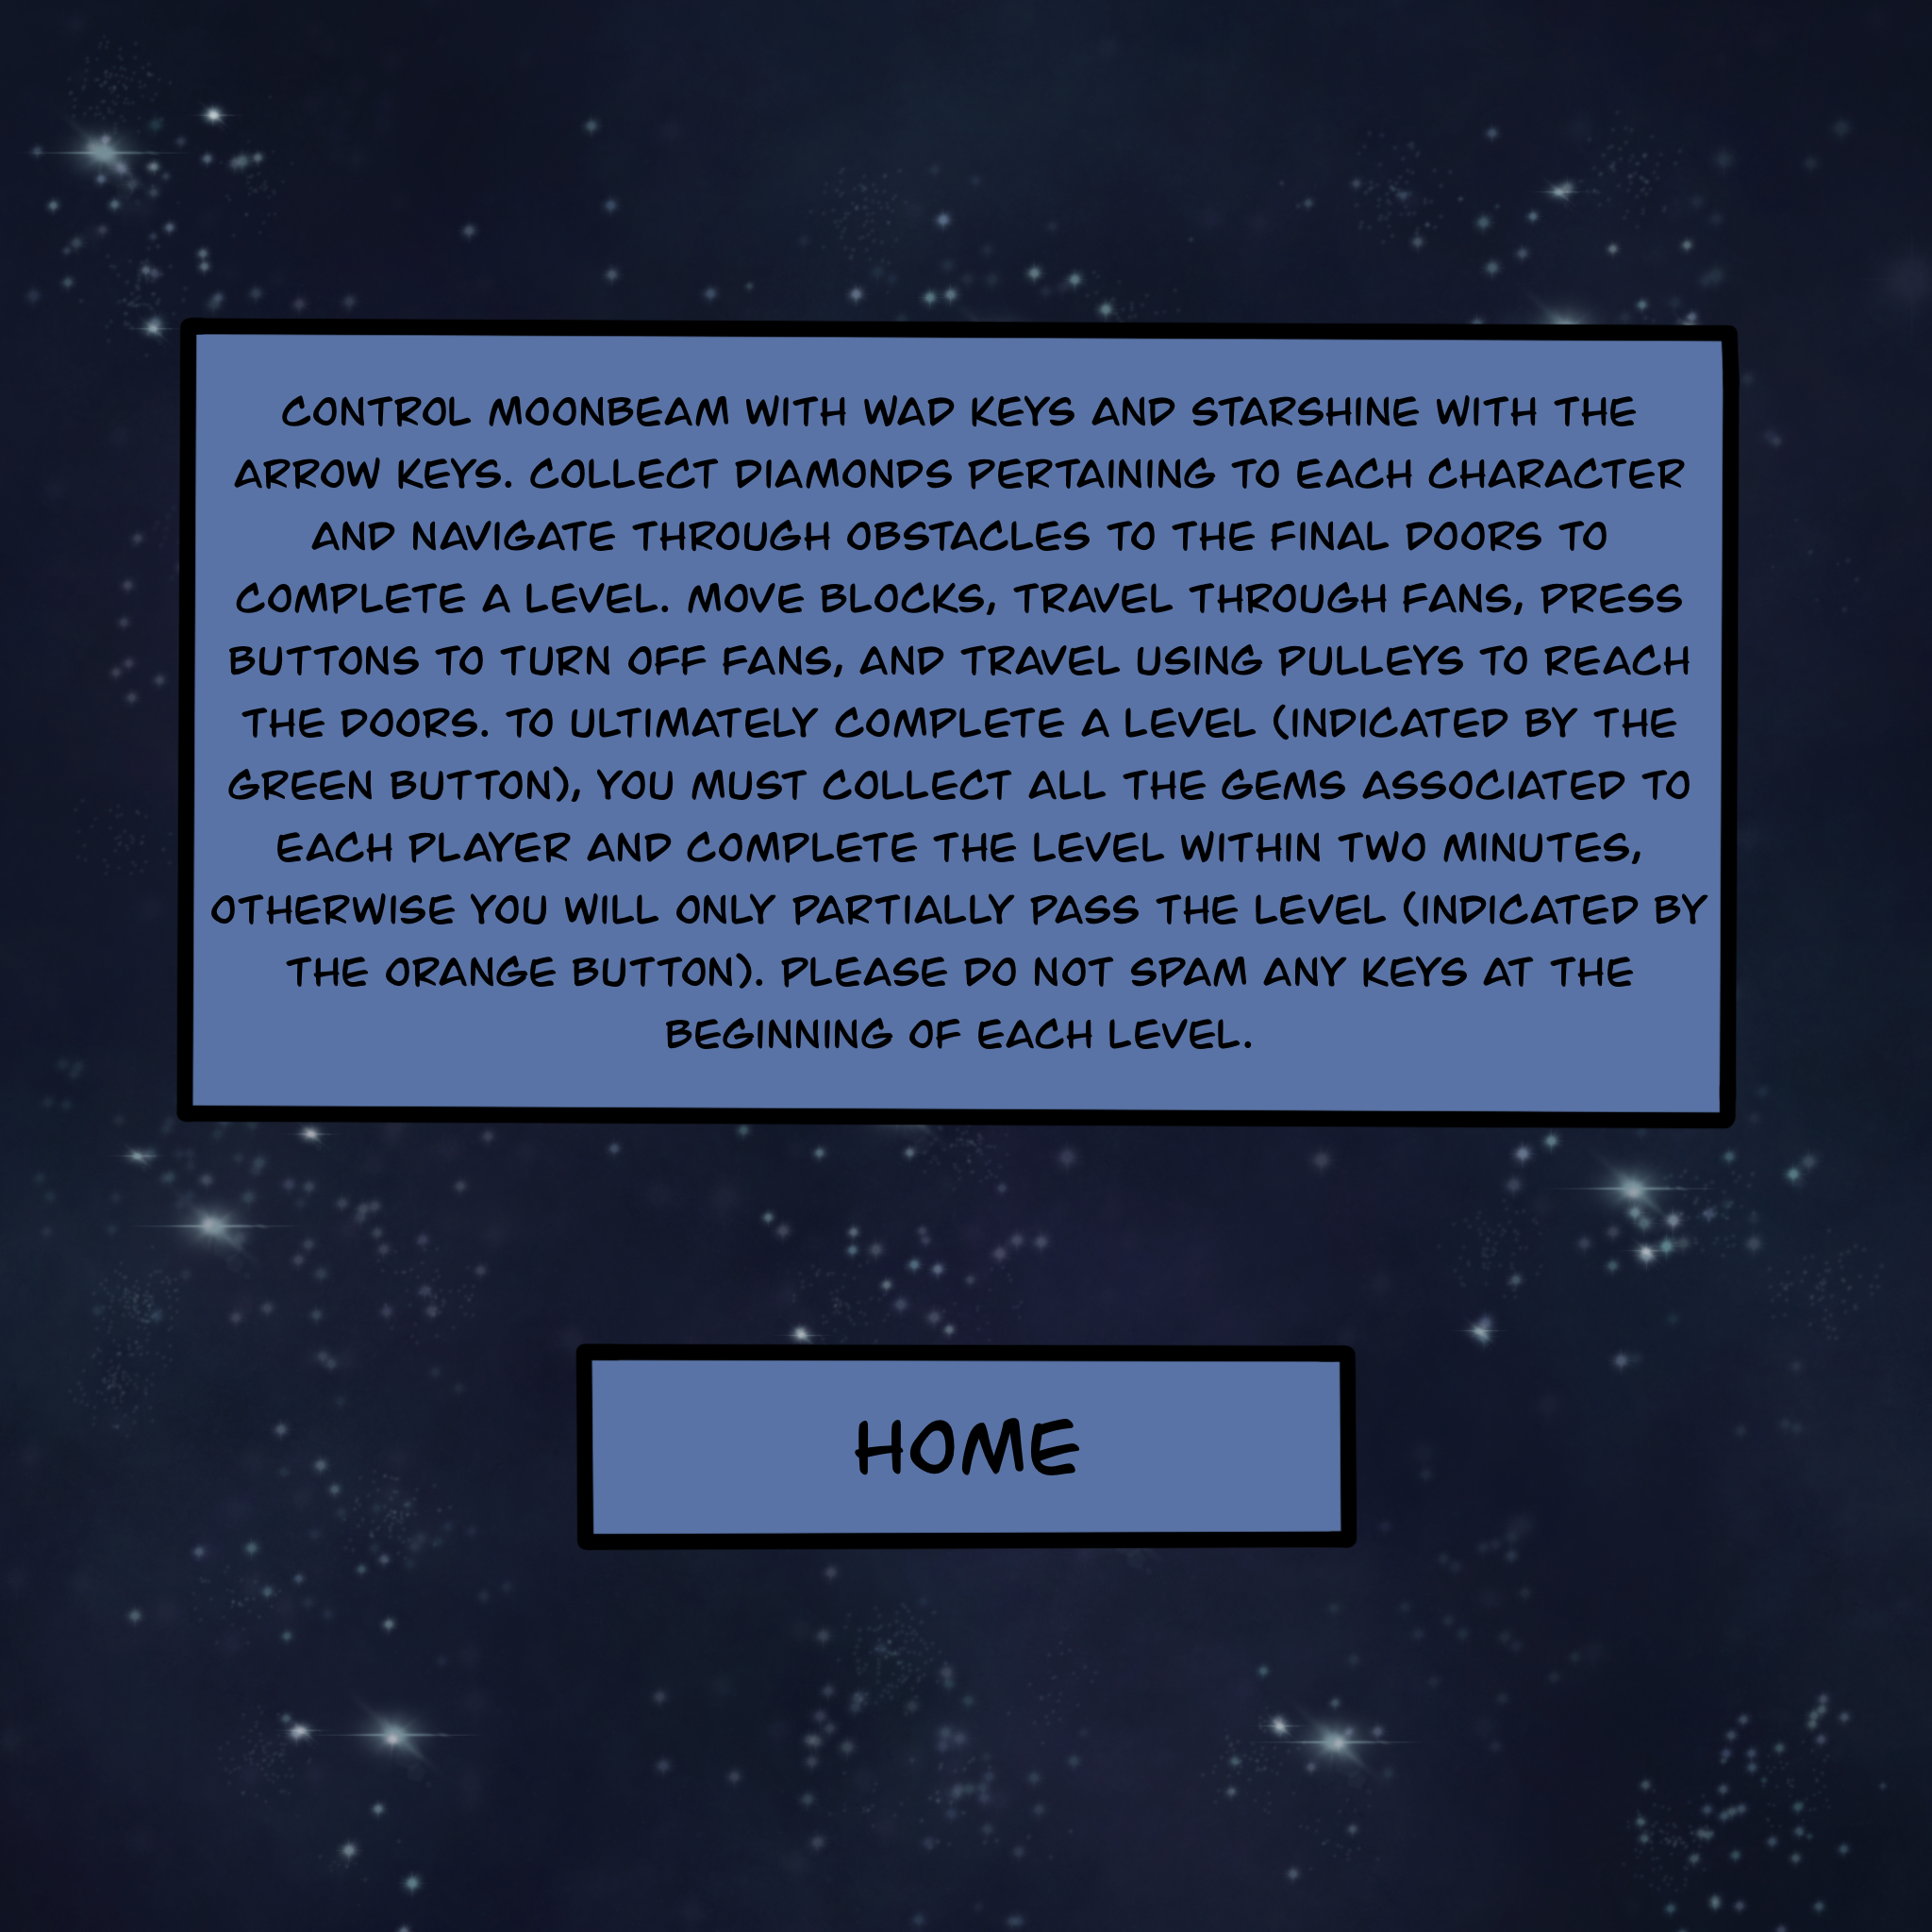 CONTROL MOONBEAM WITH WAD KEYS AND STARSHINE WITH THE
ARROW KEYS. COLLECT DIAMONDS PERTAINING TO EACH CHARACTER
AND NAVIGATE THROUGH OBSTACLES TO THE FINAL DOORS TO
COMPLETE A LEVEL. MOVE BLOCKS, TRAVEL THROUGH FANS, PRESS
BUTTONS TO TURN OFF FANS, AND TRAVEL USING PULLEYS TO REACH
THE DOORS. TO ULTIMATELY COMPLETE A LEVEL (INDICATED BY THE
GREEN BUTTON), YOU MUST COLLECT ALL THE GEMS ASSOCIATED TO
EACH PLAYER AND COMPLETE THE LEVEL WITHIN TWO MINUTES,
OTHERWISE YOU WILL ONLY PARTIALLY PASS THE LEVEL (INDICATED BY
THE ORANGE BUTTON). PLEASE DO NOT SPAM ANY KEYS AT THE
BEGINNING OF EACH LEVEL.
HOME